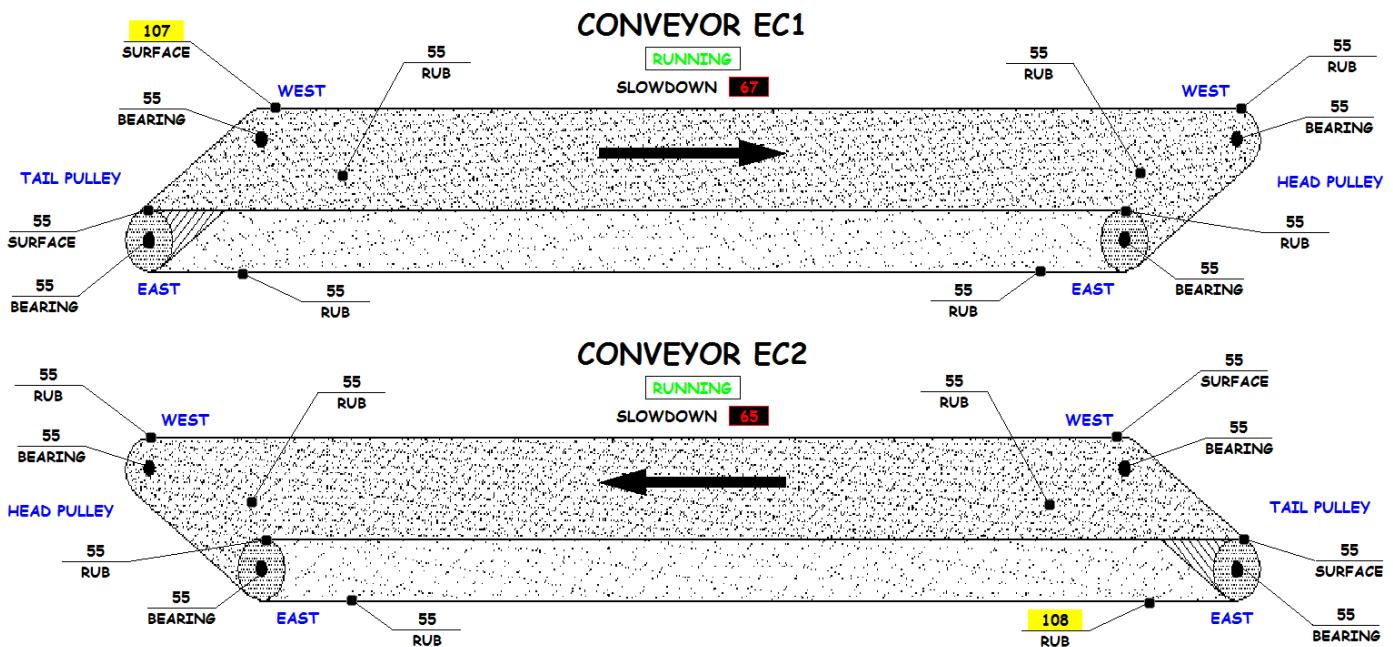 CONVEYOR EC1
RUNNING
SLOWDOWN 67
107
SURFACE
WEST
55
RUB
55
RUB
WEST
55
RUB
55
BEARING
55
BEARING
TAIL PULLEY
HEAD PULLEY
55
SURFACE
55
RUB
55
BEARING
EAST
55
RUB
55
RUB
EAST
55
BEARING
CONVEYOR EC2
RUNNING
SLOWDOWN 65
55
RUB
WEST
55
RUB
55
RUB
WEST
55
SURFACE
55
BEARING
55
BEARING
HEAD PULLEY
TAIL PULLEY
55
RUB
55
SURFACE
55
BEARING
EAST
55
RUB
108
RUB
EAST
55
BEARING